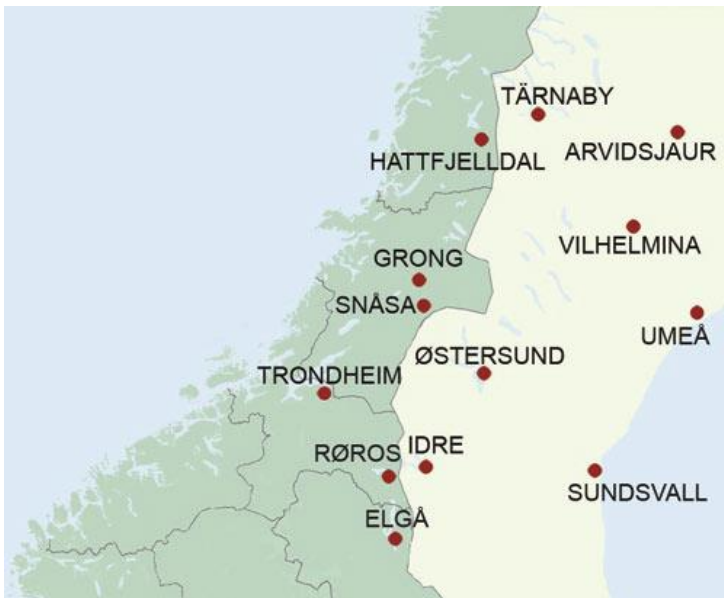 TÄRNABY
HATTFJELLDAL
ARVIDSJAUR
VILHELMINA
GRONG
SNÅSA
UMEÅ
ØSTERSUND
TRONDHEIM
RØROS
IDRE
SUNDSVALL
ELGÅ